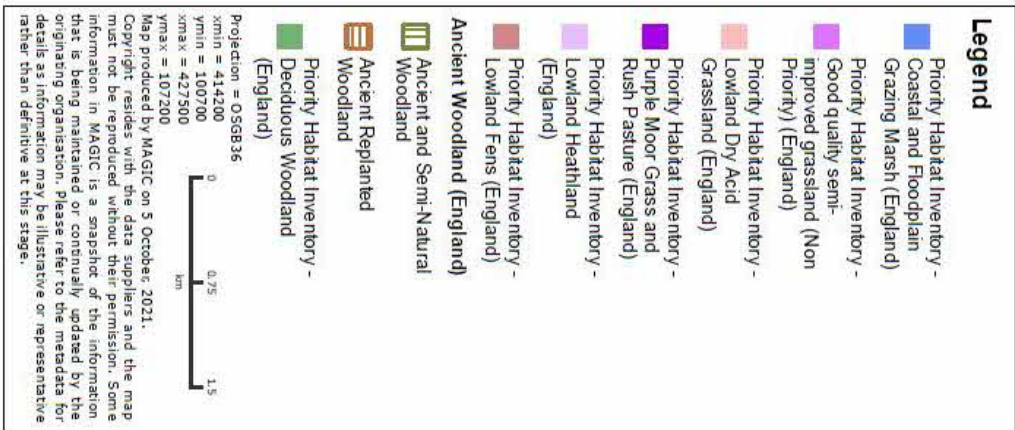 Legend
Priority Habitat Inventory -
Coastal and Floodplain
Grazing Marsh (England)
Priority Habitat Inventory -
Good quality semi-
improved grassland (Non
Priority) (England)
Priority Habitat Inventory -
Lowland Dry Acid
Grassland (England)
Priority Habitat Inventory -
Purple Moor Grass and
Rush Pasture (England)
Priority Habitat Inventory -
Lowland Heathland
(England)
Priority Habitat Inventory -
Lowland Fens (England)
Ancient Woodland (England)
Ancient and Semi-Natural
Woodland
Ancient Replanted
Woodland
Priority Habitat Inventory -
Deciduous Woodland
(England)
Projection = OSGB36
xmin = 414200
ymin = 100700
xmax = 427500
ymax = 107200
0 0.75 1.5
km
Map produced by MAGIC on 5 October, 2021.
Copyright resides with the data suppliers and the map
must not be reproduced without their permission. Some
information in MAGIC is a snapshot of the information
that is being maintained or continually updated by the
originating organisation. Please refer to the metadata for
details as information may be illustrative or representative
rather than definitive at this stage.